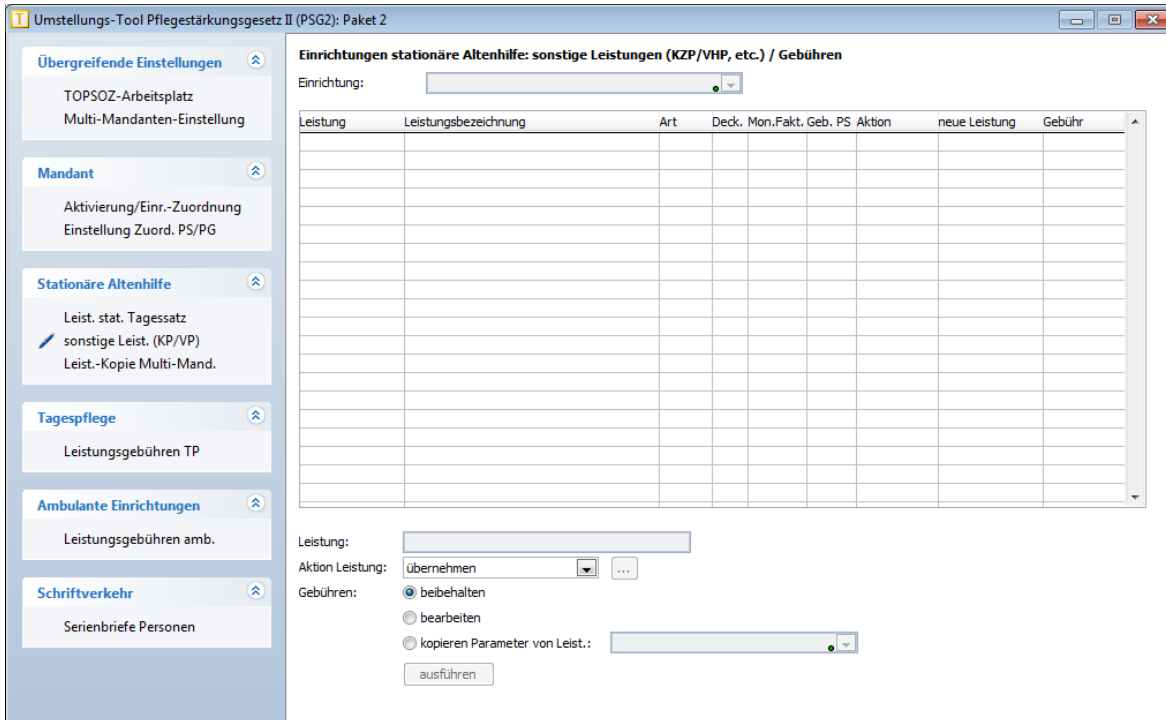 Umstellungs-Tool Pflegestärkungsgesetz II (PSG2): Paket 2
Übergreifende Einstellungen
TOPSOZ-Arbeitsplatz
Multi-Mandanten-Einstellung
Mandant
Aktivierung/Einr.-Zuordnung
Einstellung Zuord. PS/PG
Stationäre Altenhilfe
Leist. stat. Tagessatz
sonstige Leist. (KP/VP)
Leist.-Kopie Multi-Mand.
Tagespflege
Leistungsgebühren TP
Ambulante Einrichtungen
Leistungsgebühren amb.
Schriftverkehr
Serienbriefe Personen
Einrichtungen stationäre Altenhilfe: sonstige Leistungen (KZP/VHP, etc.) / Gebühren
Einrichtung:
Leistung Leistungsbezeichnung Art Deck. Mon.Fakt. Geb. PS Aktion neue Leistung Gebühr
Leistung:
Aktion Leistung: übernehmen ...
Gebühren: beibehalten
bearbeiten
kopieren Parameter von Leist.:
ausführen